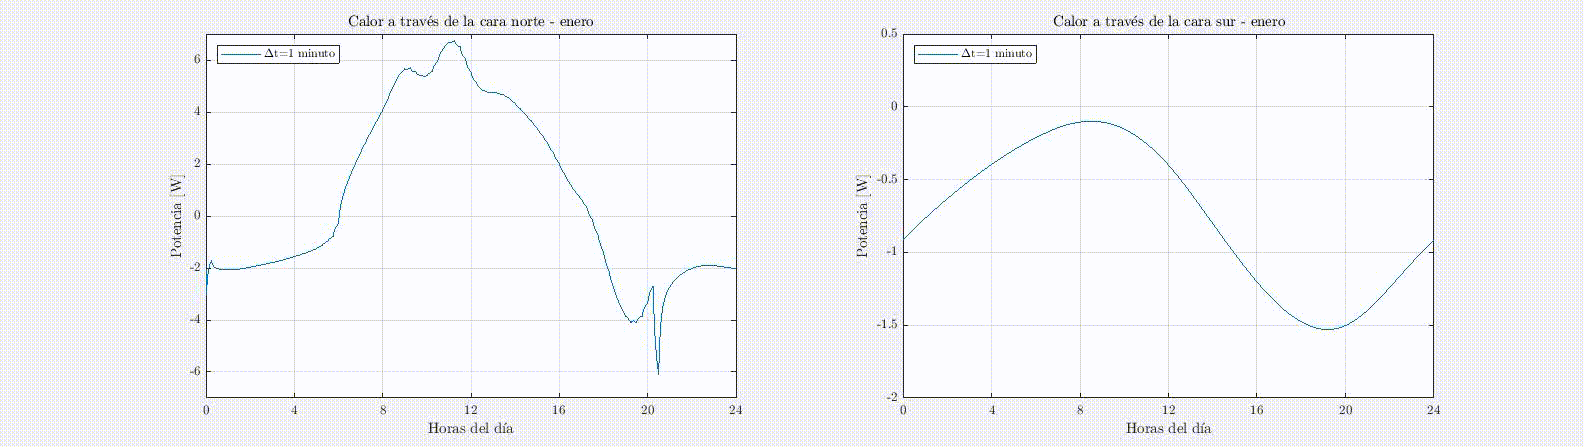 Calor a través de la cara norte - enero
Δt=1 minuto
6
4
2
0
-2
-4
-6
Potencia [W]
0 4 8 12 16 20 24
Horas del día
Calor a través de la cara sur - enero
Δt=1 minuto
0.5
0
-0.5
-1
-1.5
-2
Potencia [W]
0 4 8 12 16 20 24
Horas del día